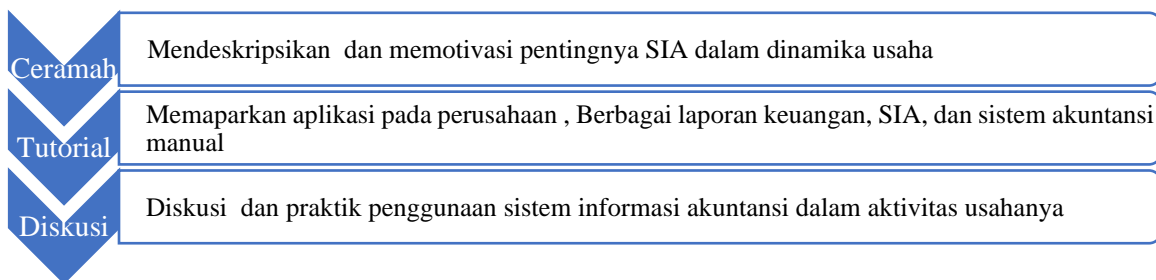 Ceramah
Mendeskripsikan dan memotivasi pentingnya SIA dalam dinamika usaha
Tutorial
Memaparkan aplikasi pada perusahaan , Berbagai laporan keuangan, SIA, dan sistem akuntansi
manual
Diskusi
Diskusi dan praktik penggunaan sistem informasi akuntansi dalam aktivitas usahanya